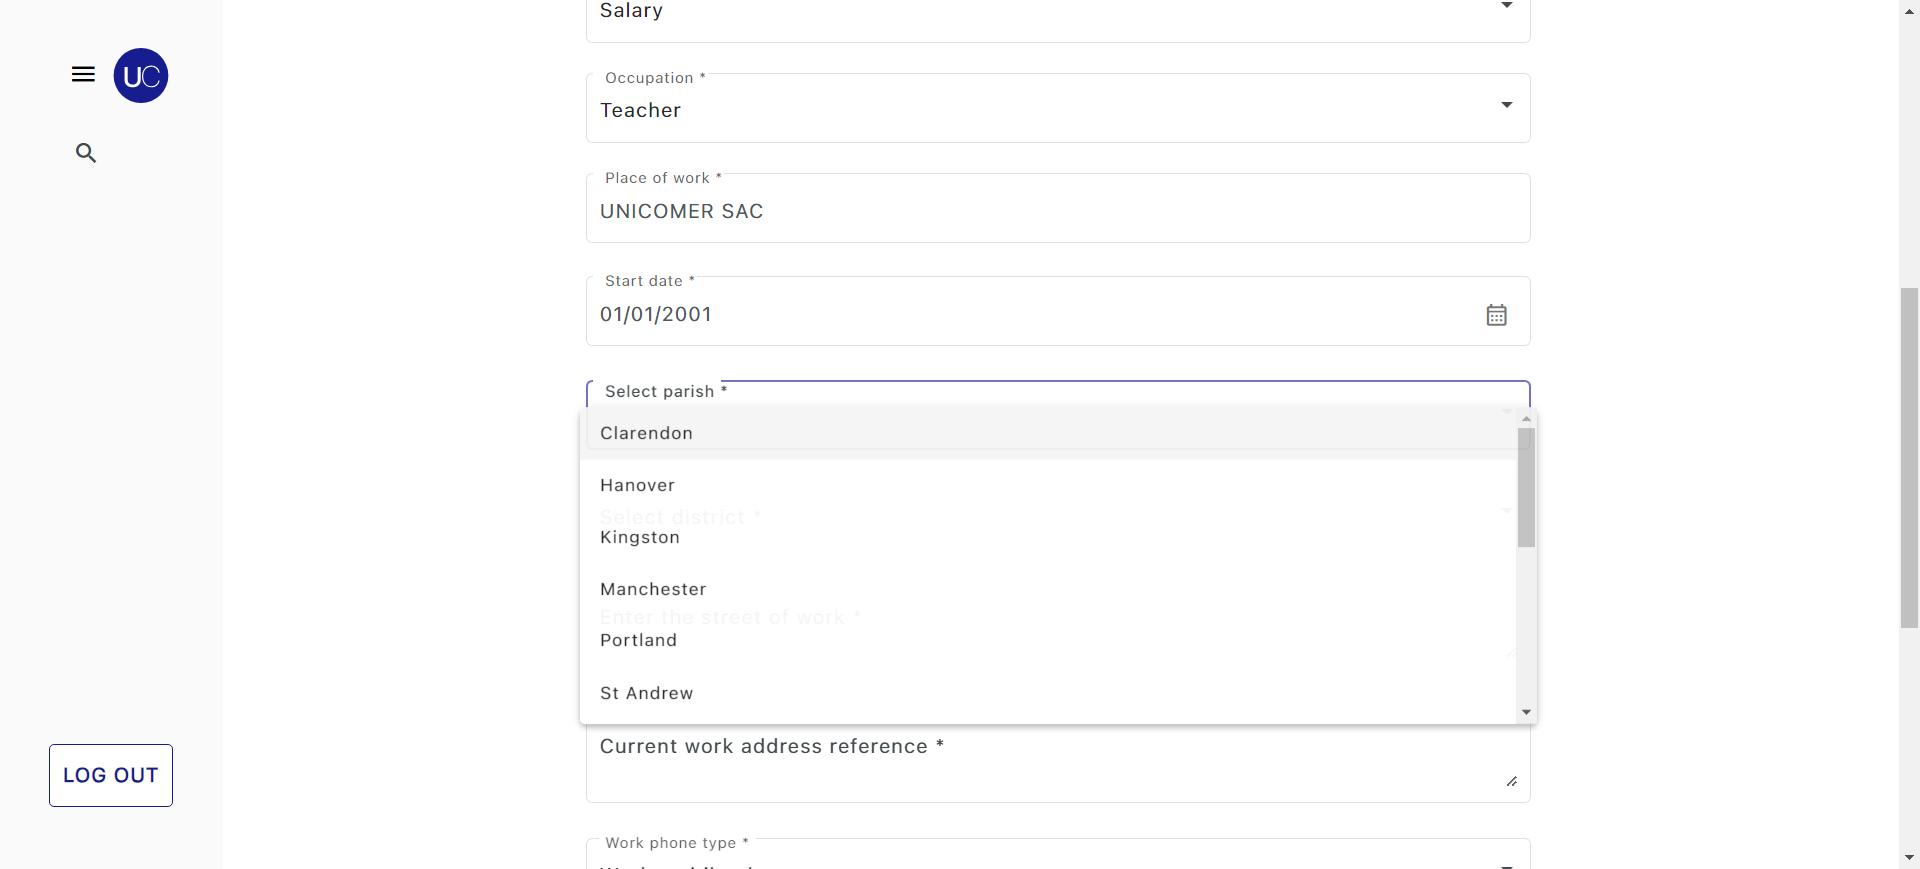 Salary
UC
Occupation *
Teacher
Place of work *
UNICOMER SAC
Start date *
01/01/2001
Select parish *
Clarendon
Hanover
Select district *
Kingston
Manchester
Enter the street of work *
Portland
St Andrew
Current work address reference *
LOG OUT
Work phone type *